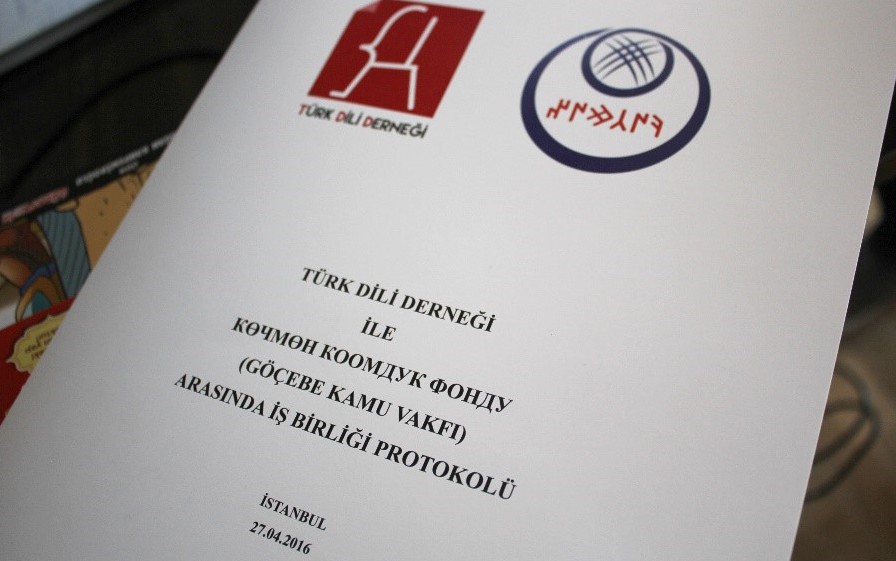 TÜRK DİLİ DERNEĞİ
TÜRK DİLİ DERNEĞİ
İLE
КӨЧМӨН КООМДУК ФОНДУ
(GÖÇEBE KAMU VAKFI)
ARASINDA İŞ BİRLİĞİ PROTOKOLÜ
İSTANBUL
27.04.2016